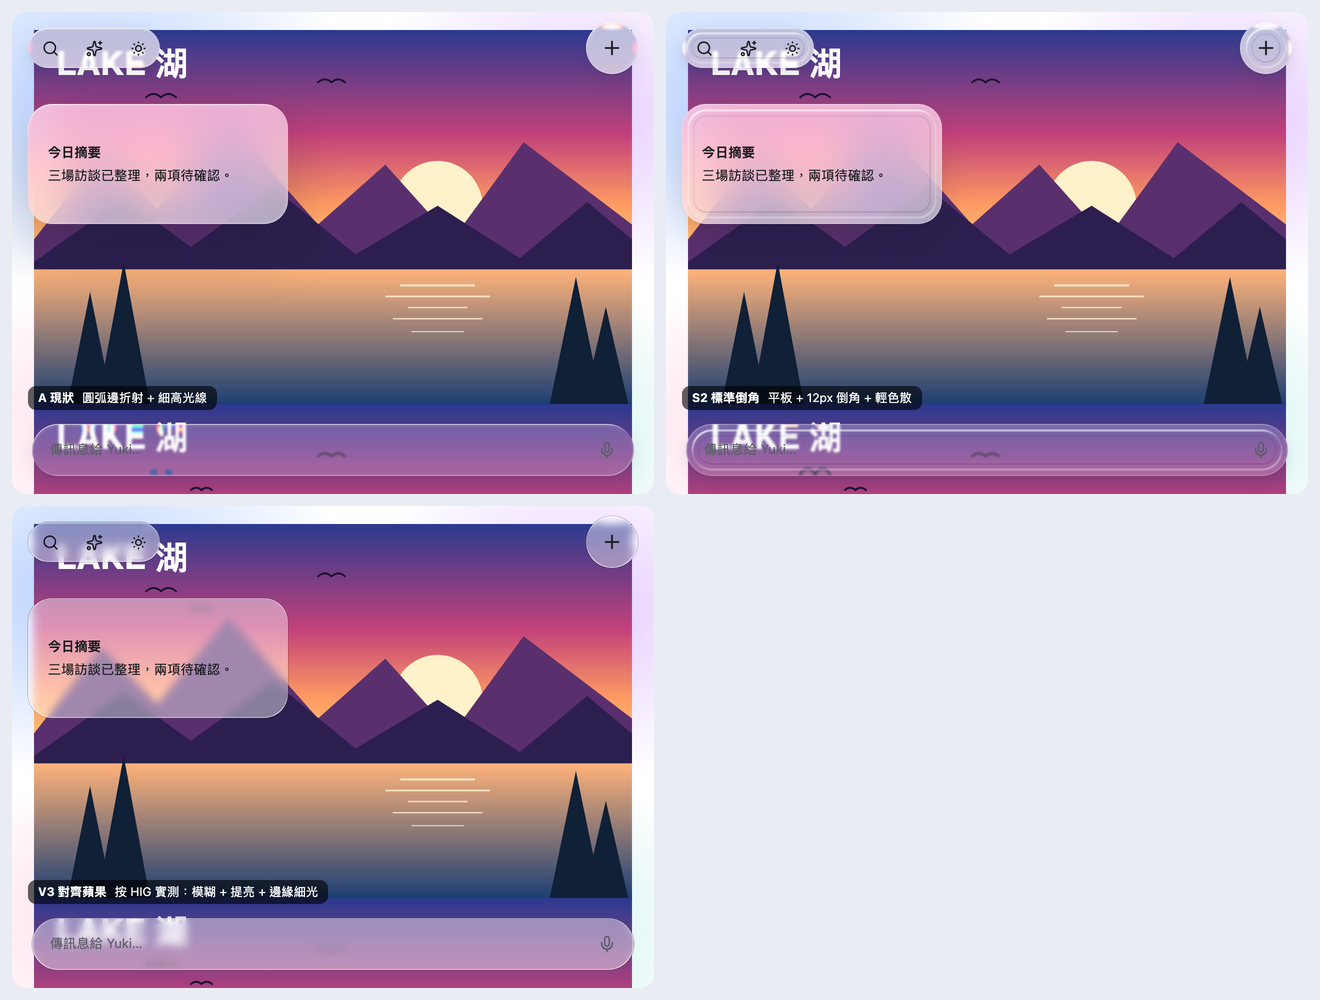 LAKE 湖
今日摘要
三場訪談已整理，兩項待確認。
A 現狀 圓弧邊折射 + 細高光線
LAKE 湖
傳訊息給 Yuki...
LAKE 湖
今日摘要
三場訪談已整理，兩項待確認。
S2 標準倒角 平板 + 12px 倒角 + 輕色散
LAKE 湖
傳訊息給 Yuki...
LAKE 湖
今日摘要
三場訪談已整理，兩項待確認。
V3 對齊蘋果 按 HIG 實測：模糊 + 提亮 + 邊緣細光
LAKE 湖
傳訊息給 Yuki...